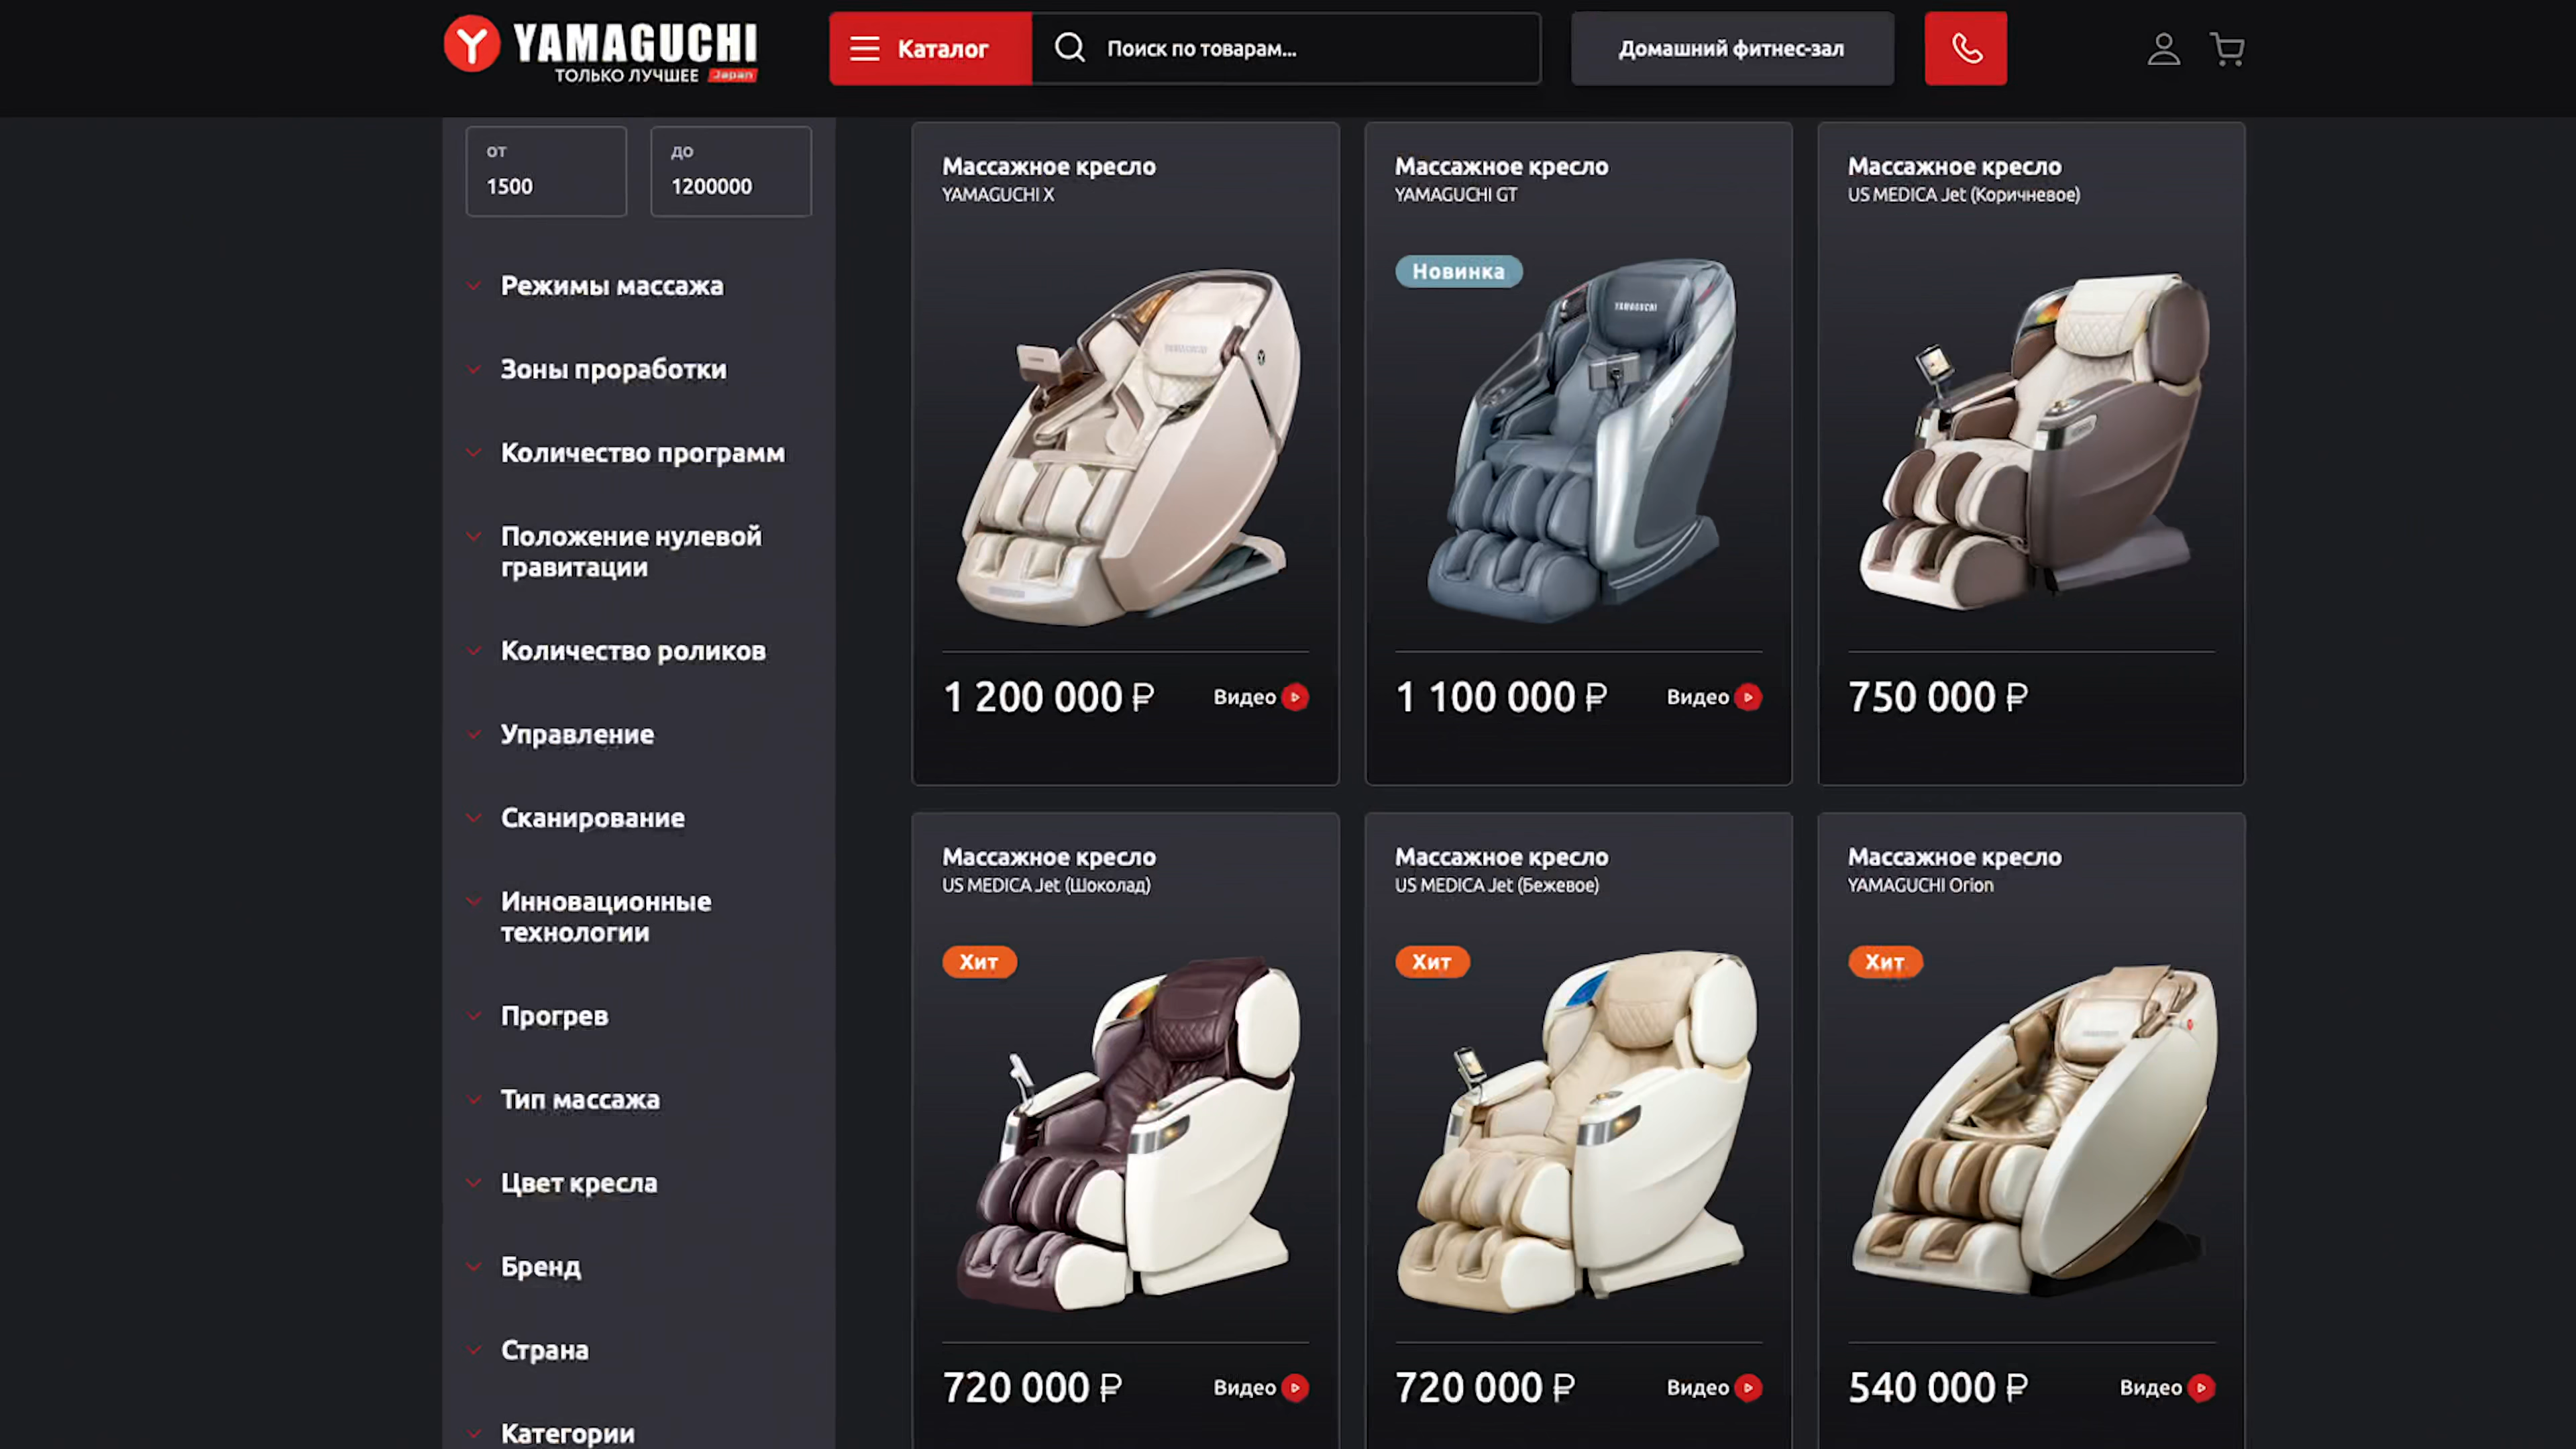 YAMAGUCHI
ТОЛЬКО ЛУЧШЕЕ Japan
Каталог
Поиск по товарам...
Домашний фитнес-зал
от
1500
до
1200000
Режимы массажа
Зоны проработки
Количество программ
Положение нулевой
гравитации
Количество роликов
Управление
Сканирование
Инновационные
технологии
Прогрев
Тип массажа
Цвет кресла
Бренд
Страна
Категории
Массажное кресло
YAMAGUCHI X
1 200 000 ₽
Видео
Массажное кресло
YAMAGUCHI GT
Новинка
YAMAGUCHI
1 100 000 ₽
Видео
Массажное кресло
US MEDICA Jet (Коричневое)
750 000 ₽
Массажное кресло
US MEDICA Jet (Шоколад)
Хит
720 000 ₽
Видео
Массажное кресло
US MEDICA Jet (Бежевое)
Хит
720 000 ₽
Видео
Массажное кресло
YAMAGUCHI Orion
Хит
540 000 ₽
Видео